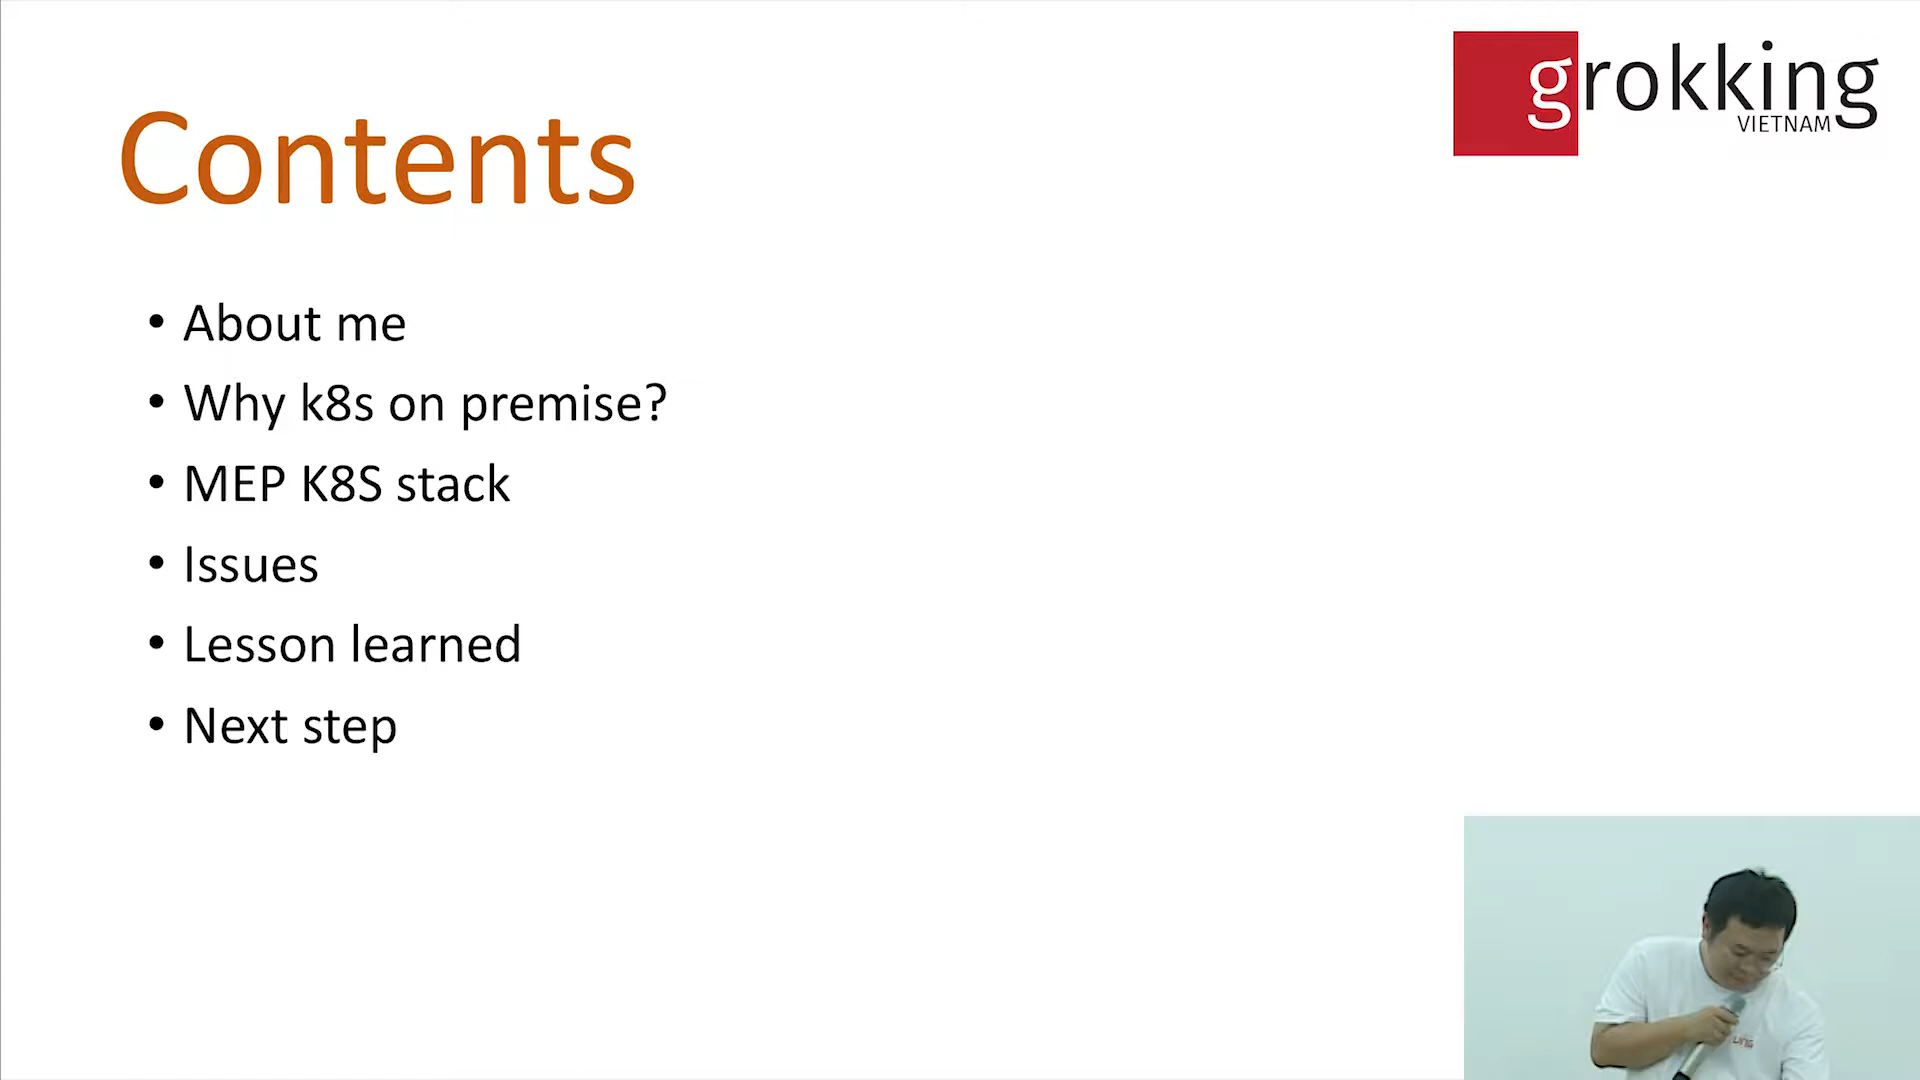 grokking
VIETNAM
Contents
• About me
• Why k8s on premise?
• MEP K8S stack
• Issues
• Lesson learned
• Next step